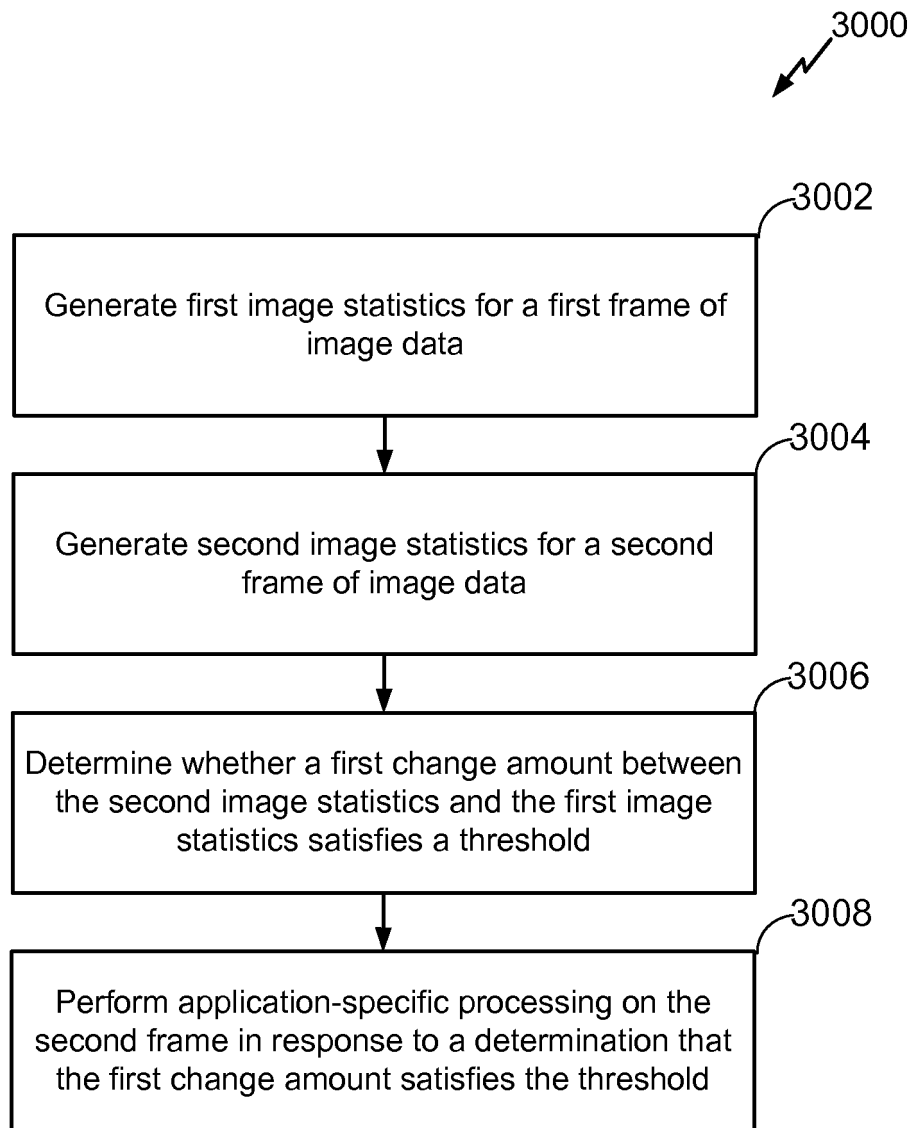 3000
3002
Generate first image statistics for a first frame of
image data
3004
Generate second image statistics for a second
frame of image data
3006
Determine whether a first change amount between
the second image statistics and the first image
statistics satisfies a threshold
3008
Perform application-specific processing on the
second frame in response to a determination that
the first change amount satisfies the threshold